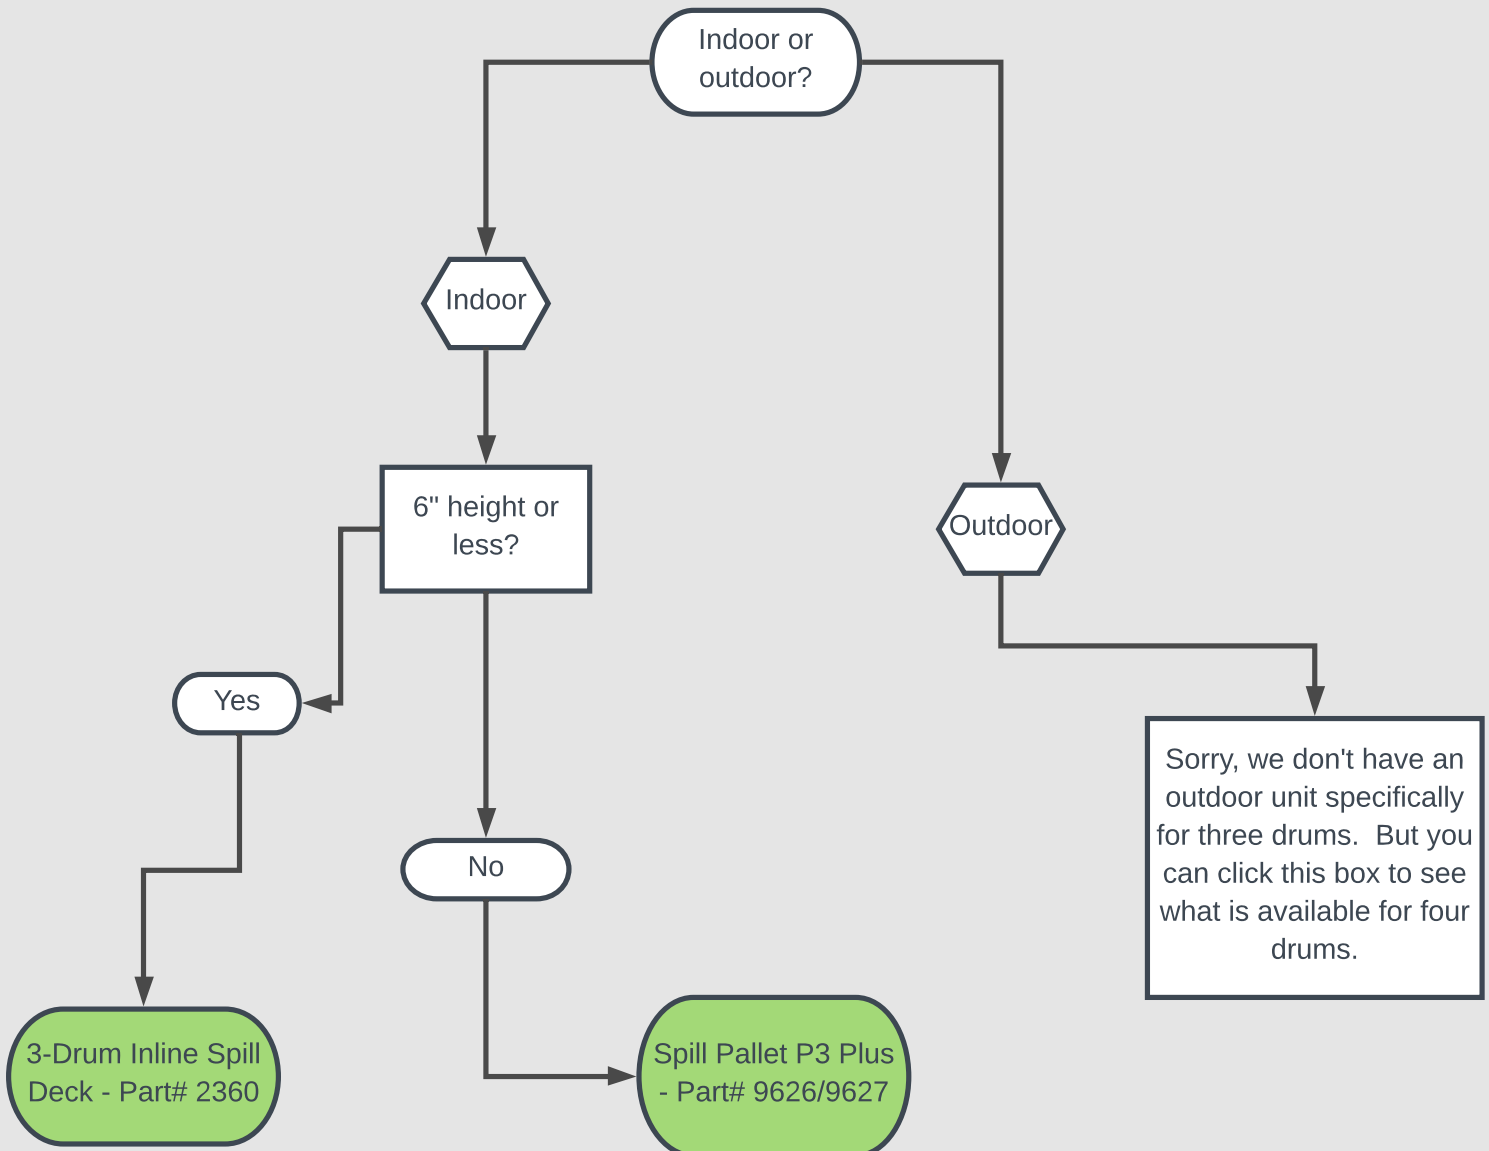 Indoor or
outdoor?
Indoor
6" height or
less?
Outdoor
Yes
Sorry, we don't have an
outdoor unit specifically
for three drums.  But you
can click this box to see
what is available for four
drums.
No
3-Drum Inline Spill
Deck - Part# 2360
Spill Pallet P3 Plus
- Part# 9626/9627